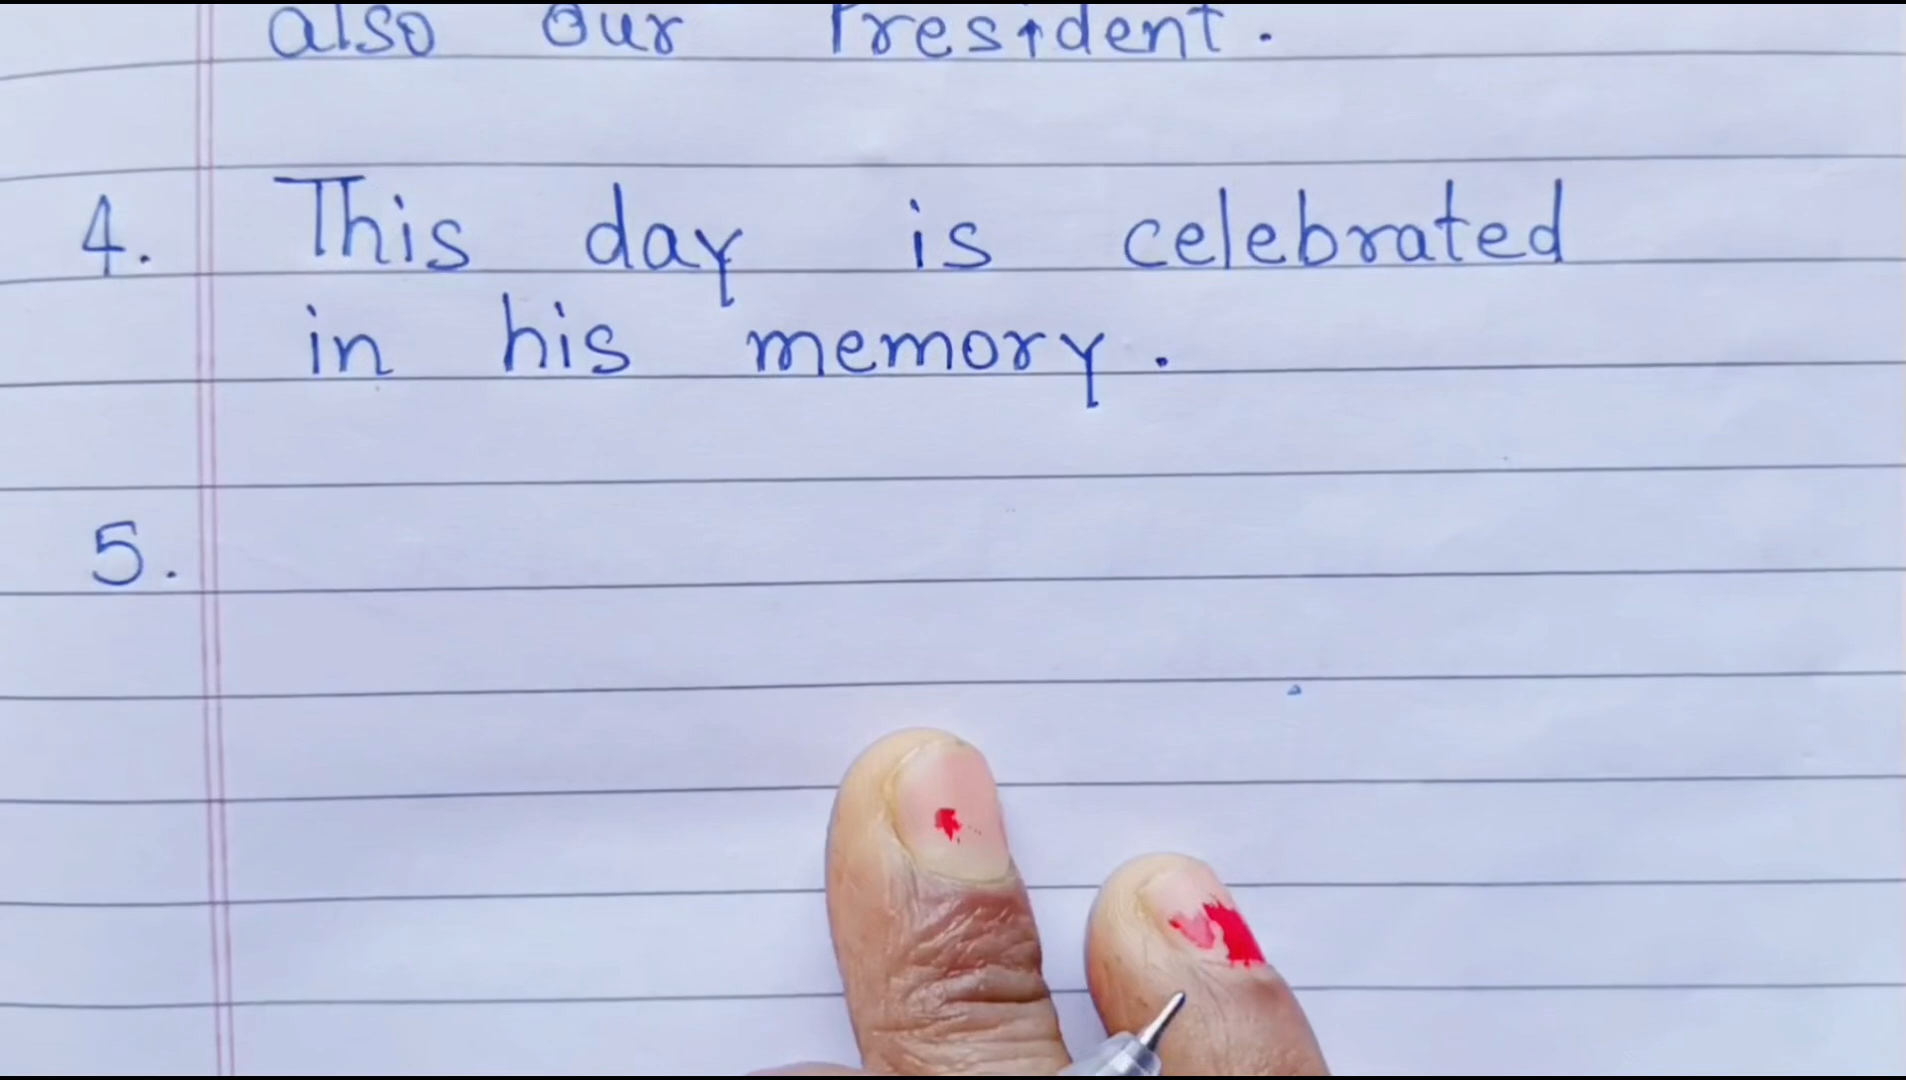 also our President.
4. This day is celebrated
in his memory.
5.